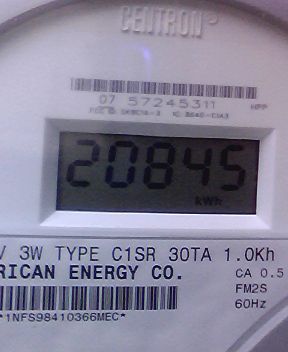 CENTRON®
07 57245311
20845
kWh
V 3W TYPE C1SR 30TA 1.0Kh
RICAN ENERGY CO.
CA 0.5
FM2S
60Hz
*1NFS98410366MEC*